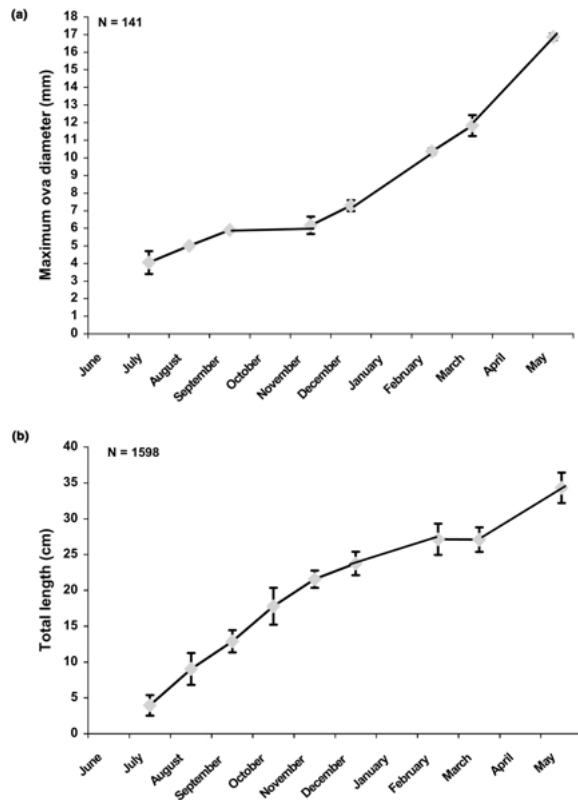 (a)
N = 141
Maximum ova diameter (mm)
18
17
16
15
14
13
12
11
10
9
8
7
6
5
4
3
2
1
0
June
July
August
September
October
November
December
January
February
March
April
May
(b)
N = 1598
Total length (cm)
40
35
30
25
20
15
10
5
0
June
July
August
September
October
November
December
January
February
March
April
May